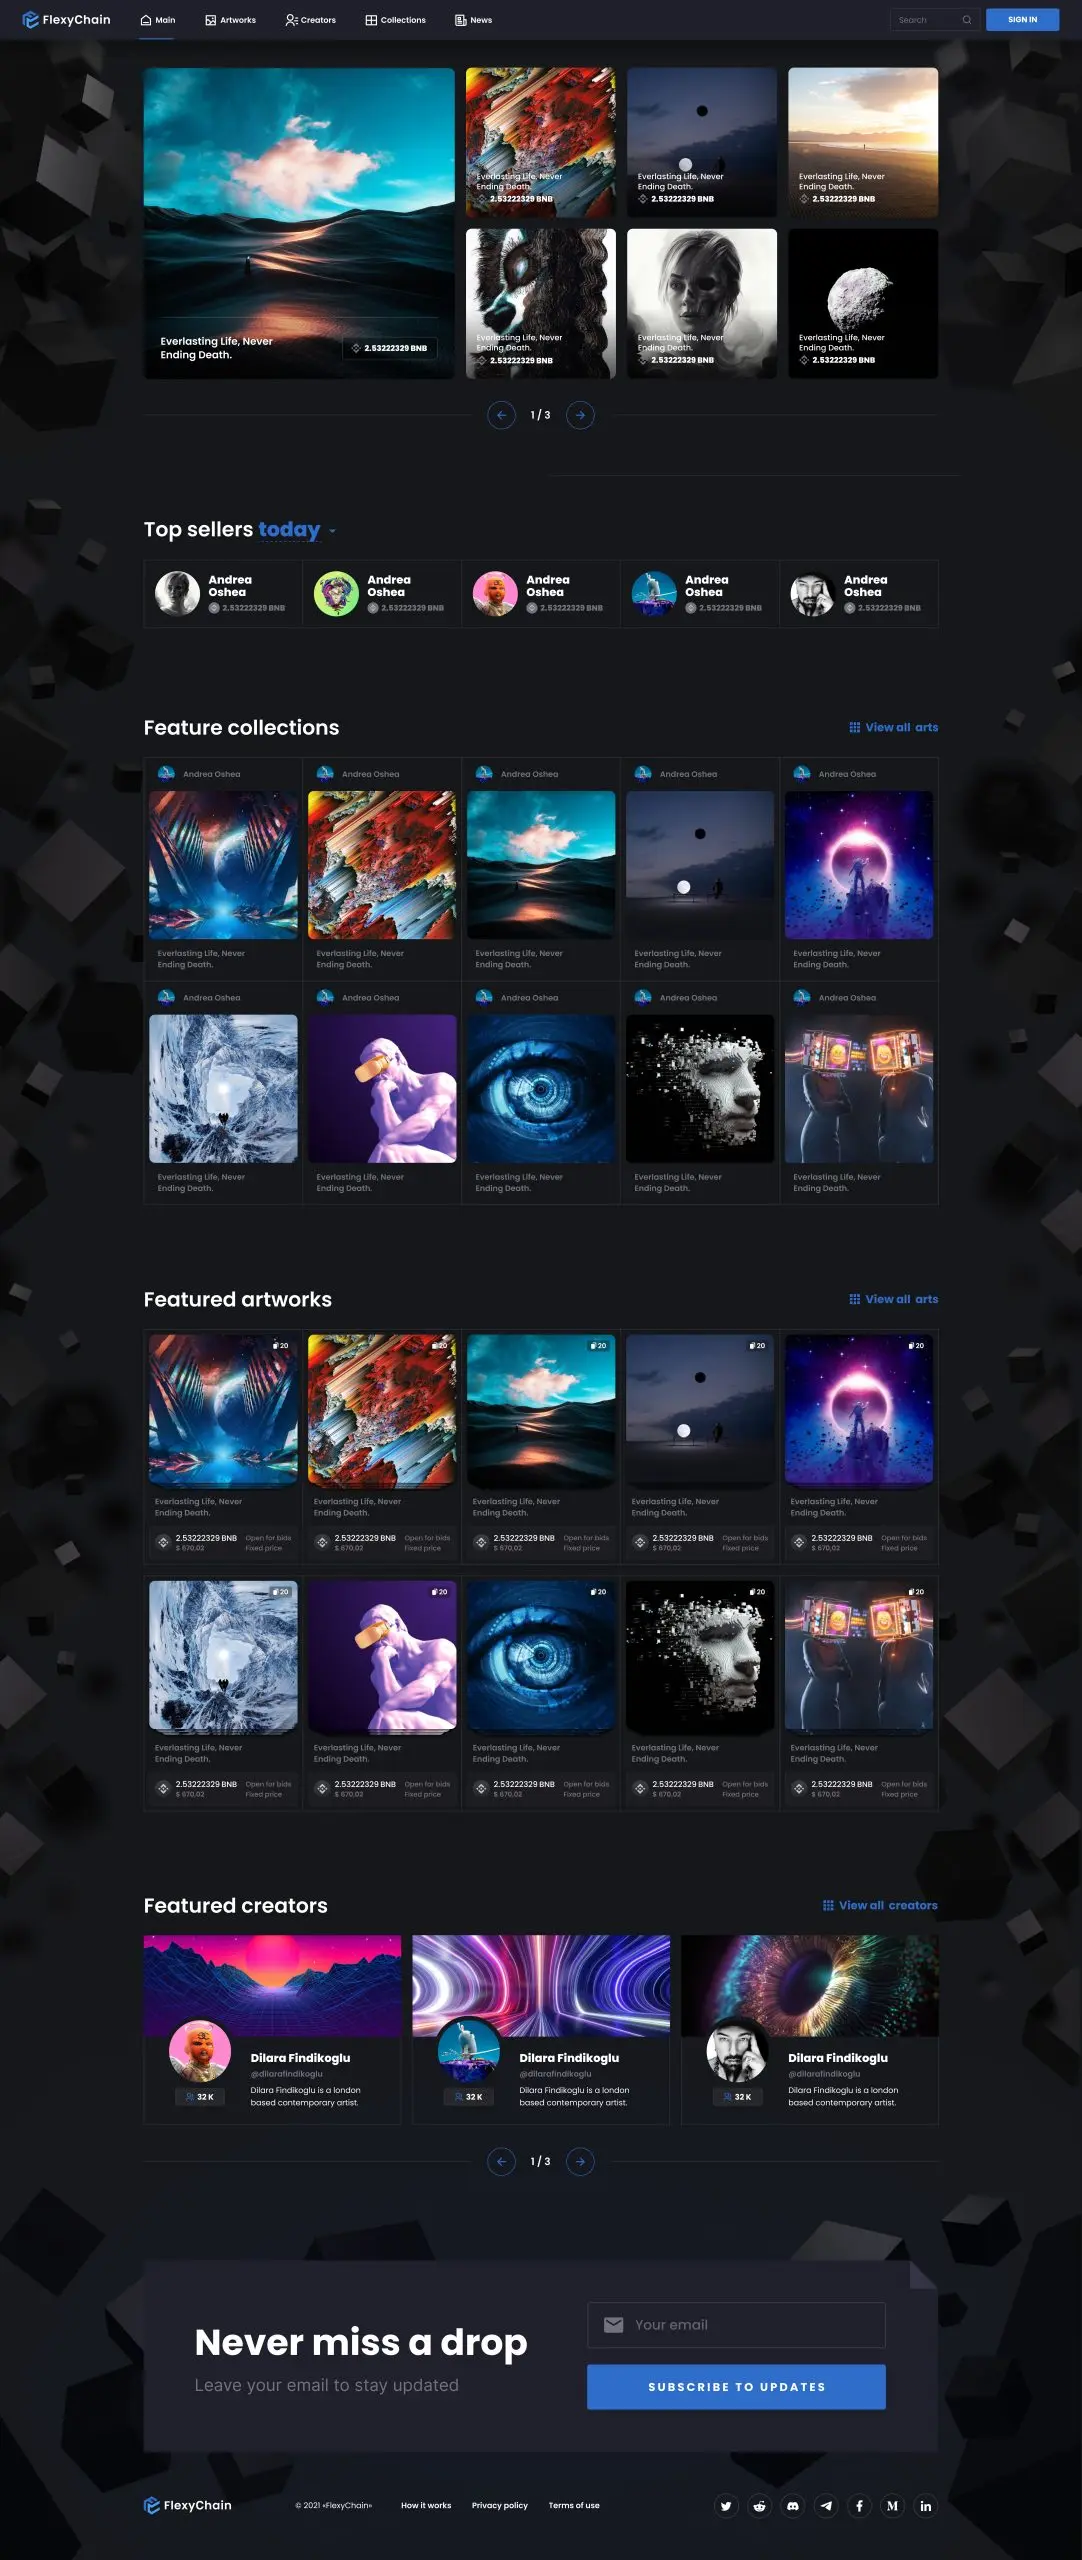 FlexyChain
Main
Artworks
Creators
Collections
News
Search
SIGN IN
Everlasting Life, Never
Ending Death.
2.53222329 BNB
Everlasting Life, Never
Ending Death.
2.53222329 BNB
Everlasting Life, Never
Ending Death.
2.53222329 BNB
Everlasting Life, Never
Ending Death.
2.53222329 BNB
Everlasting Life, Never
Ending Death.
2.53222329 BNB
Everlasting Life, Never
Ending Death.
2.53222329 BNB
Everlasting Life, Never
Ending Death.
2.53222329 BNB
1 / 3
Top sellers today
Andrea
Oshea
2.53222329 BNB
Andrea
Oshea
2.53222329 BNB
Andrea
Oshea
2.53222329 BNB
Andrea
Oshea
2.53222329 BNB
Andrea
Oshea
2.53222329 BNB
Feature collections
View all arts
Andrea Oshea
Everlasting Life, Never
Ending Death.
Andrea Oshea
Everlasting Life, Never
Ending Death.
Andrea Oshea
Everlasting Life, Never
Ending Death.
Andrea Oshea
Everlasting Life, Never
Ending Death.
Andrea Oshea
Everlasting Life, Never
Ending Death.
Andrea Oshea
Everlasting Life, Never
Ending Death.
Andrea Oshea
Everlasting Life, Never
Ending Death.
Andrea Oshea
Everlasting Life, Never
Ending Death.
Andrea Oshea
Everlasting Life, Never
Ending Death.
Andrea Oshea
Everlasting Life, Never
Ending Death.
Featured artworks
View all arts
20
Everlasting Life, Never
Ending Death.
2.53222329 BNB
$ 670,02
Open for bids
Fixed price
20
Everlasting Life, Never
Ending Death.
2.53222329 BNB
$ 670,02
Open for bids
Fixed price
20
Everlasting Life, Never
Ending Death.
2.53222329 BNB
$ 670,02
Open for bids
Fixed price
20
Everlasting Life, Never
Ending Death.
2.53222329 BNB
$ 670,02
Open for bids
Fixed price
20
Everlasting Life, Never
Ending Death.
2.53222329 BNB
$ 670,02
Open for bids
Fixed price
20
Everlasting Life, Never
Ending Death.
2.53222329 BNB
$ 670,02
Open for bids
Fixed price
20
Everlasting Life, Never
Ending Death.
2.53222329 BNB
$ 670,02
Open for bids
Fixed price
20
Everlasting Life, Never
Ending Death.
2.53222329 BNB
$ 670,02
Open for bids
Fixed price
20
Everlasting Life, Never
Ending Death.
2.53222329 BNB
$ 670,02
Open for bids
Fixed price
20
Everlasting Life, Never
Ending Death.
2.53222329 BNB
$ 670,02
Open for bids
Fixed price
Featured creators
View all creators
Dilara Findikoglu
@dilarafindikoglu
Dilara Findikoglu is a london
based contemporary artist.
32 K
Dilara Findikoglu
@dilarafindikoglu
Dilara Findikoglu is a london
based contemporary artist.
32 K
Dilara Findikoglu
@dilarafindikoglu
Dilara Findikoglu is a london
based contemporary artist.
32 K
1 / 3
Never miss a drop
Leave your email to stay updated
Your email
SUBSCRIBE TO UPDATES
FlexyChain
© 2021 «FlexyChain»
How it works
Privacy policy
Terms of use